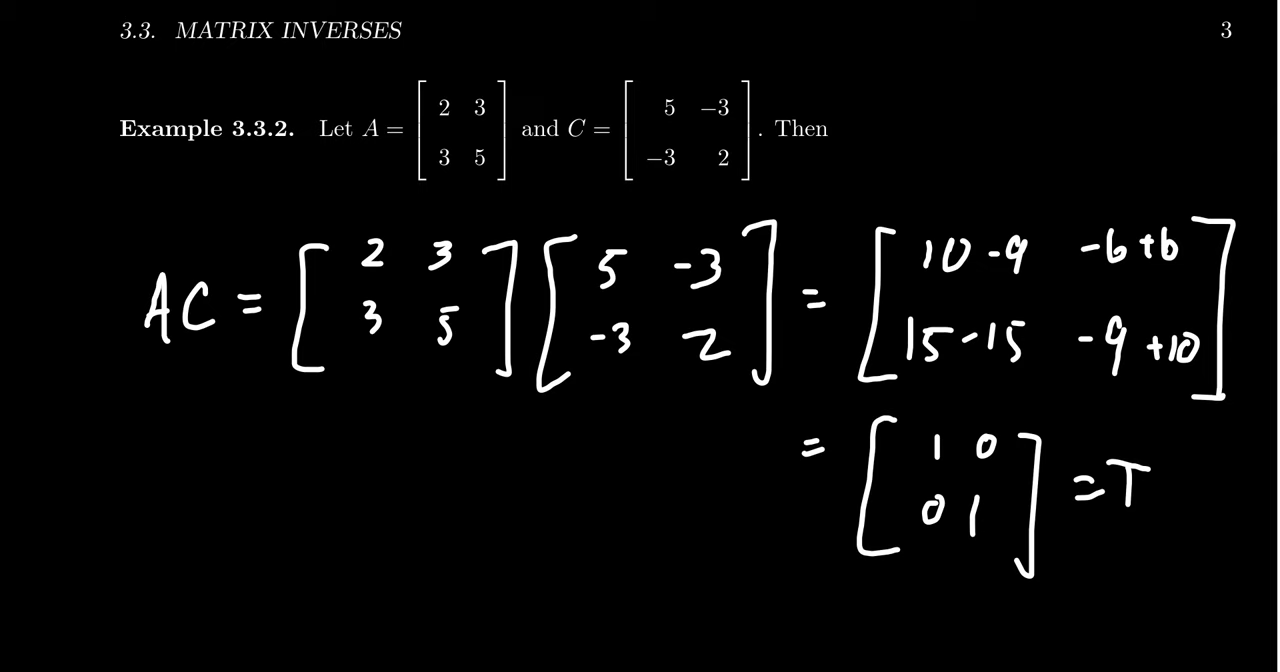 3.3. MATRIX INVERSES 3
Example 3.3.2. Let A = [ 2 3 ; 3 5 ] and C = [ 5 −3 ; −3 2 ]. Then
AC = [ 2 3 ; 3 5 ] [ 5 -3 ; -3 2 ] = [ 10-9 -6+6 ; 15-15 -9+10 ]
= [ 1 0 ; 0 1 ] = T